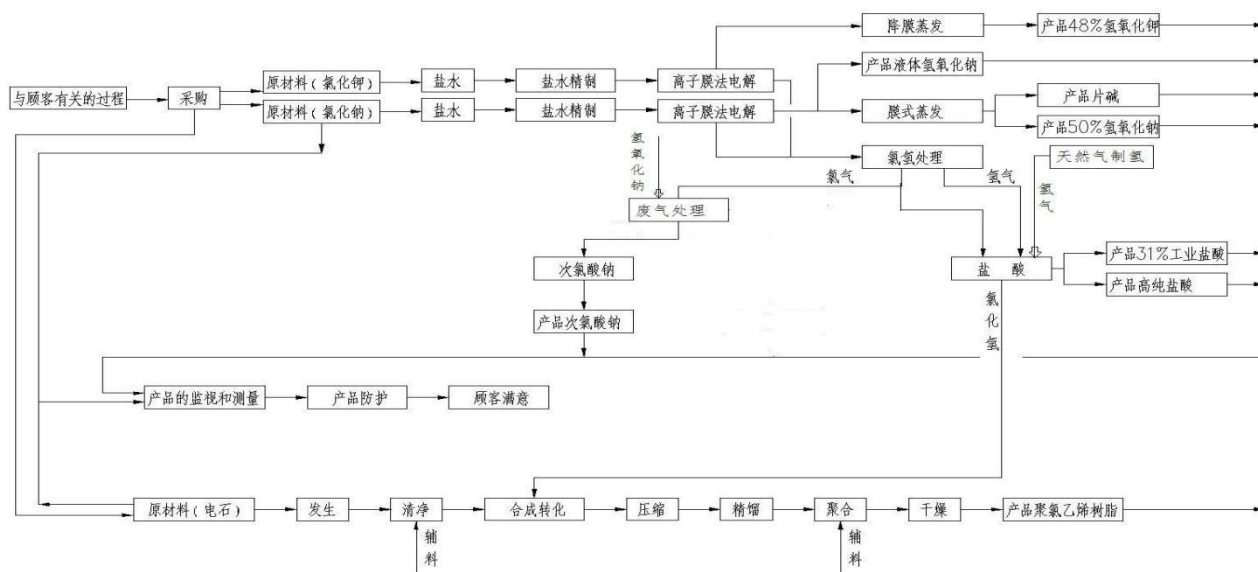 降膜蒸发
产品48%氢氧化钾
产品液体氢氧化钠
与顾客有关的过程
采购
原材料(氯化钾)
盐水
盐水精制
离子膜法电解
原材料(氯化钠)
盐水
盐水精制
离子膜法电解
膜式蒸发
产品片碱
产品50%氢氧化钠
氢氧化钠
氯氢处理
天然气制氢
氯气
氢气
氢气
废气处理
次氯酸钠
盐 酸
产品31%工业盐酸
产品高纯盐酸
氯化氢
产品次氯酸钠
产品的监视和测量
产品防护
顾客满意
原材料(电石)
发生
清净
合成转化
压缩
精馏
聚合
干燥
产品聚氯乙烯树脂
辅料
辅料